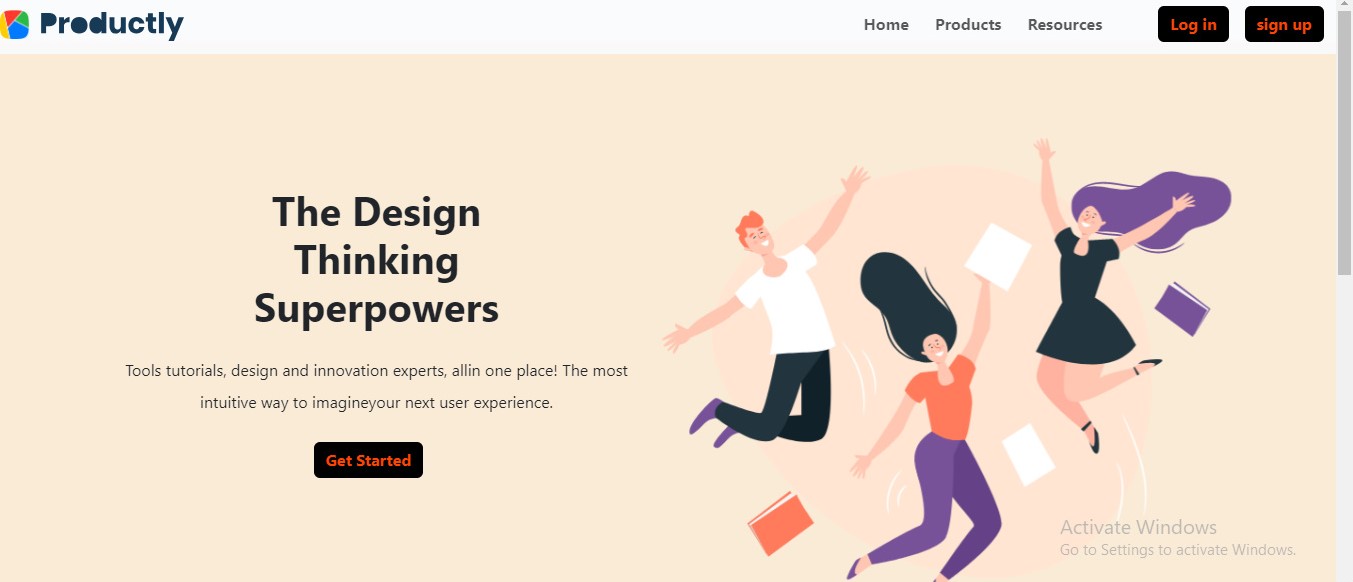 Productly
Home Products Resources Log in sign up
The Design
Thinking
Superpowers
Tools tutorials, design and innovation experts, allin one place! The most
intuitive way to imagineyour next user experience.
Get Started
Activate Windows
Go to Settings to activate Windows.